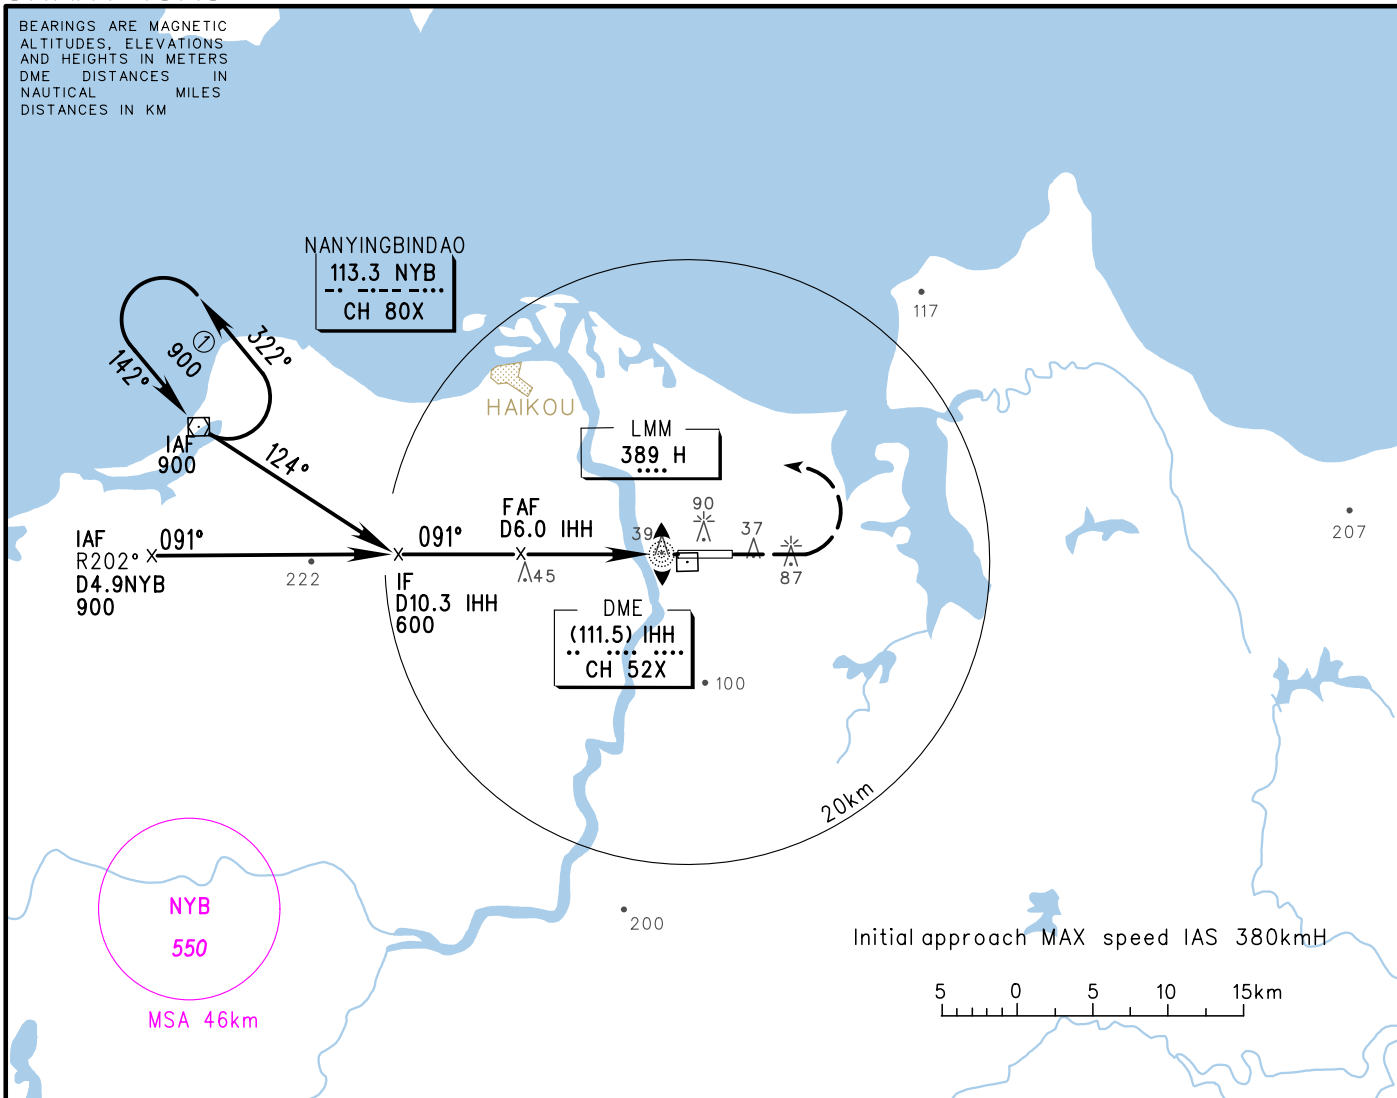 BEARINGS ARE MAGNETIC
ALTITUDES, ELEVATIONS
AND HEIGHTS IN METERS
DME DISTANCES IN
NAUTICAL MILES
DISTANCES IN KM
NANYINGBINDAO
113.3 NYB
CH 80X
117
1
900
322°
142°
HAIKOU
LMM
389 H
IAF
900
124°
FAF
D6.0 IHH
90
207
IAF
R202°
D4.9NYB
900
091°
091°
39
37
222
45
87
IF
D10.3 IHH
600
DME
(111.5) IHH
CH 52X
100
20km
NYB
550
200
Initial approach MAX speed IAS 380kmH
5 0 5 10 15km
MSA 46km